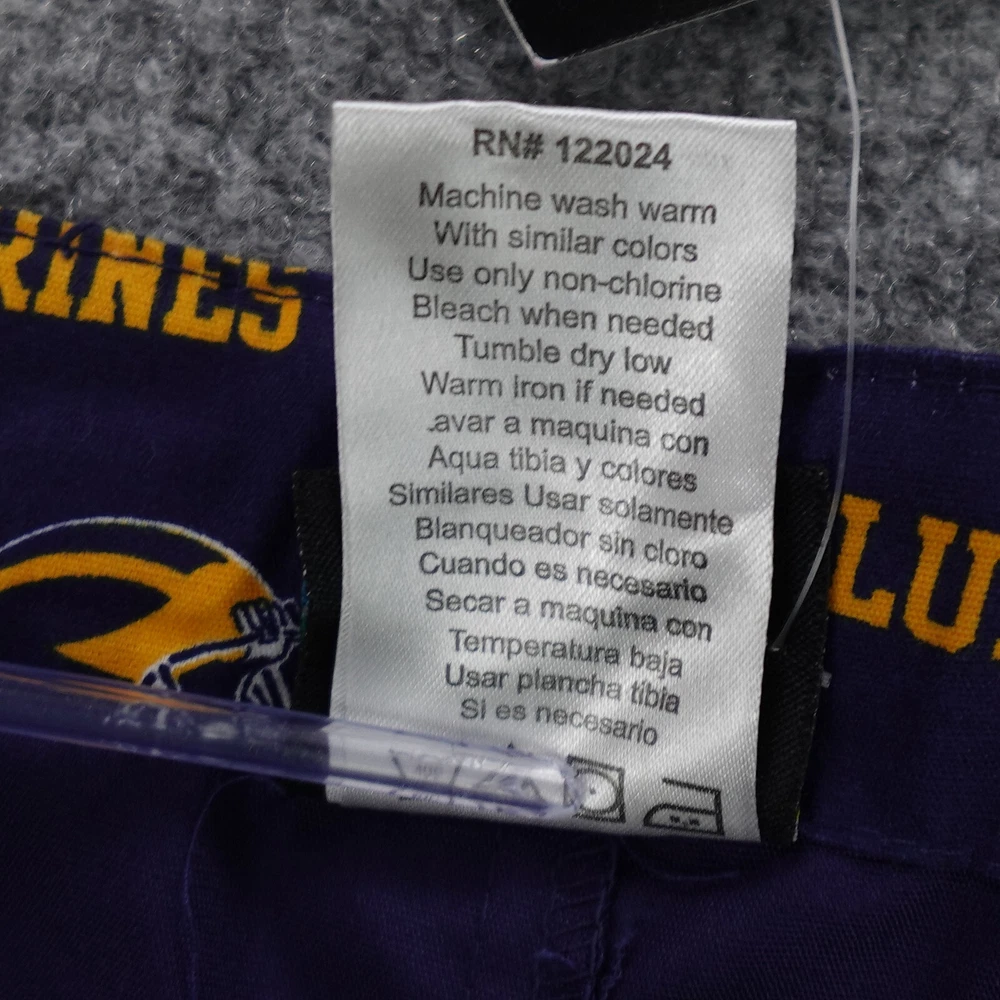 RN# 122024
Machine wash warm
With similar colors
Use only non-chlorine
Bleach when needed
Tumble dry low
Warm iron if needed
.avar a maquina con
Aqua tibia y colores
Similares Usar solamente
Blanqueador sin cloro
Cuando es necesario
Secar a maquina con
Temperatura baja
Usar plancha tibia
Si es necesario
RINES
LU